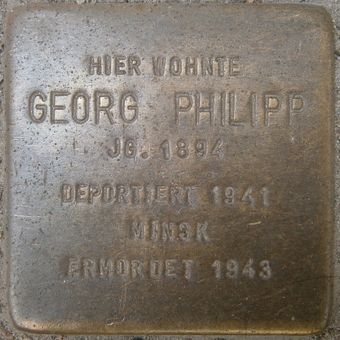 HIER WOHNTE
GEORG PHILIPP
JG. 1894
DEPORTIERT 1941
MINSK
ERMORDET 1943